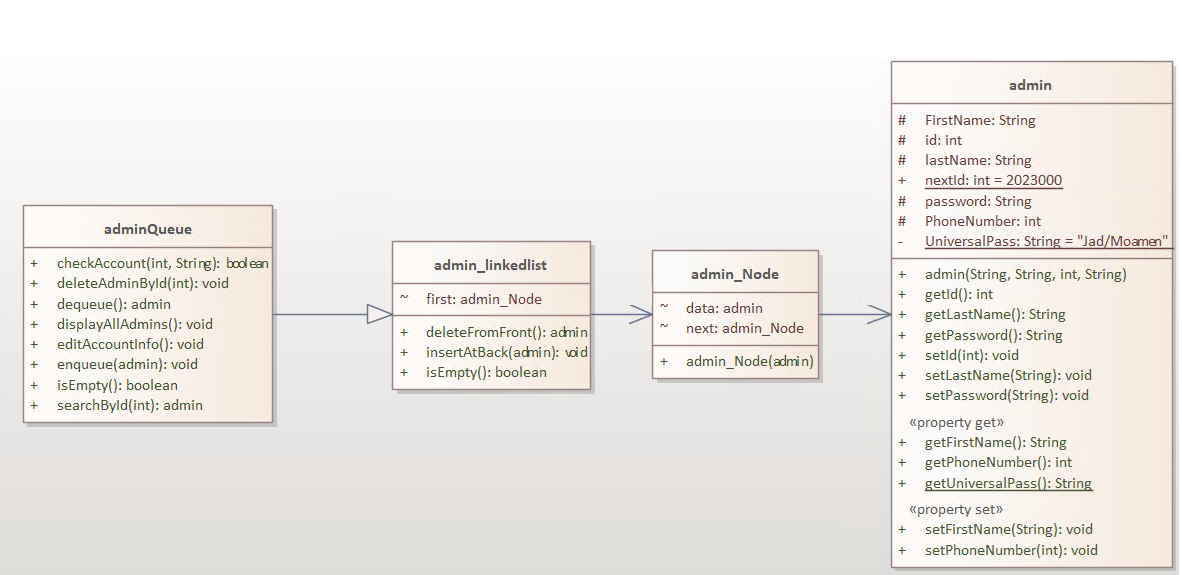 adminQueue
+ checkAccount(int, String): boolean
+ deleteAdminById(int): void
+ dequeue(): admin
+ displayAllAdmins(): void
+ editAccountInfo(): void
+ enqueue(admin): void
+ isEmpty(): boolean
+ searchById(int): admin
admin_linkedlist
~ first: admin_Node
+ deleteFromFront(): admin
+ insertAtBack(admin): void
+ isEmpty(): boolean
admin_Node
~ data: admin
~ next: admin_Node
+ admin_Node(admin)
admin
# FirstName: String
# id: int
# lastName: String
+ nextId: int = 2023000
# password: String
# PhoneNumber: int
- UniversalPass: String = "Jad/Moamen"
+ admin(String, String, int, String)
+ getId(): int
+ getLastName(): String
+ getPassword(): String
+ setId(int): void
+ setLastName(String): void
+ setPassword(String): void
«property get»
+ getFirstName(): String
+ getPhoneNumber(): int
+ getUniversalPass(): String
«property set»
+ setFirstName(String): void
+ setPhoneNumber(int): void